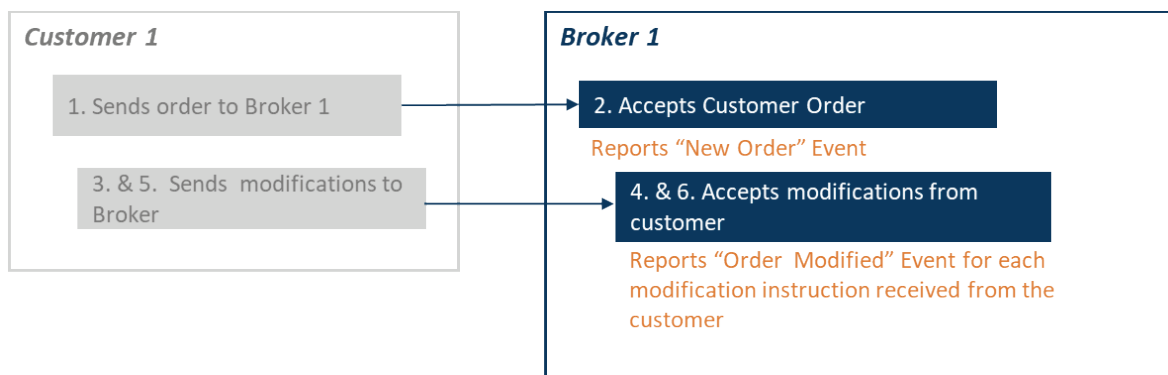 Customer 1
Broker 1
1. Sends order to Broker 1
2. Accepts Customer Order
Reports “New Order” Event
3. & 5. Sends modifications to
Broker
4. & 6. Accepts modifications from
customer
Reports “Order Modified” Event for each
modification instruction received from the
customer